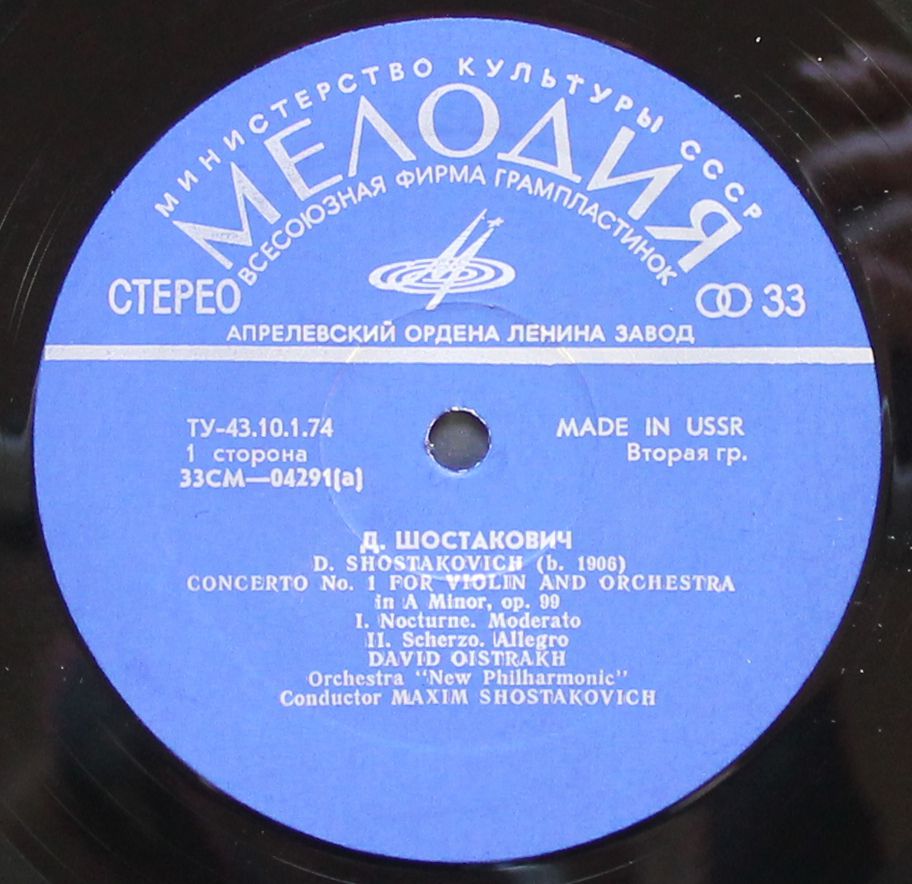 МИНИСТЕРСТВО КУЛЬТУРЫ СССР
МЕЛОДИЯ
ВСЕСОЮЗНАЯ ФИРМА ГРАМПЛАСТИНОК
СТЕРЕО
33
АПРЕЛЕВСКИЙ ОРДЕНА ЛЕНИНА ЗАВОД
ТУ-43.10.1.74
MADE IN USSR
1 сторона
Вторая гр.
33СМ—04291(а)
Д. ШОСТАКОВИЧ
D. SHOSTAKOVICH (b. 1906)
CONCERTO No. 1 FOR VIOLIN AND ORCHESTRA
in A Minor, op. 99
I. Nocturne. Moderato
II. Scherzo. Allegro
DAVID OISTRAKH
Orchestra "New Philharmonic"
Conductor MAXIM SHOSTAKOVICH